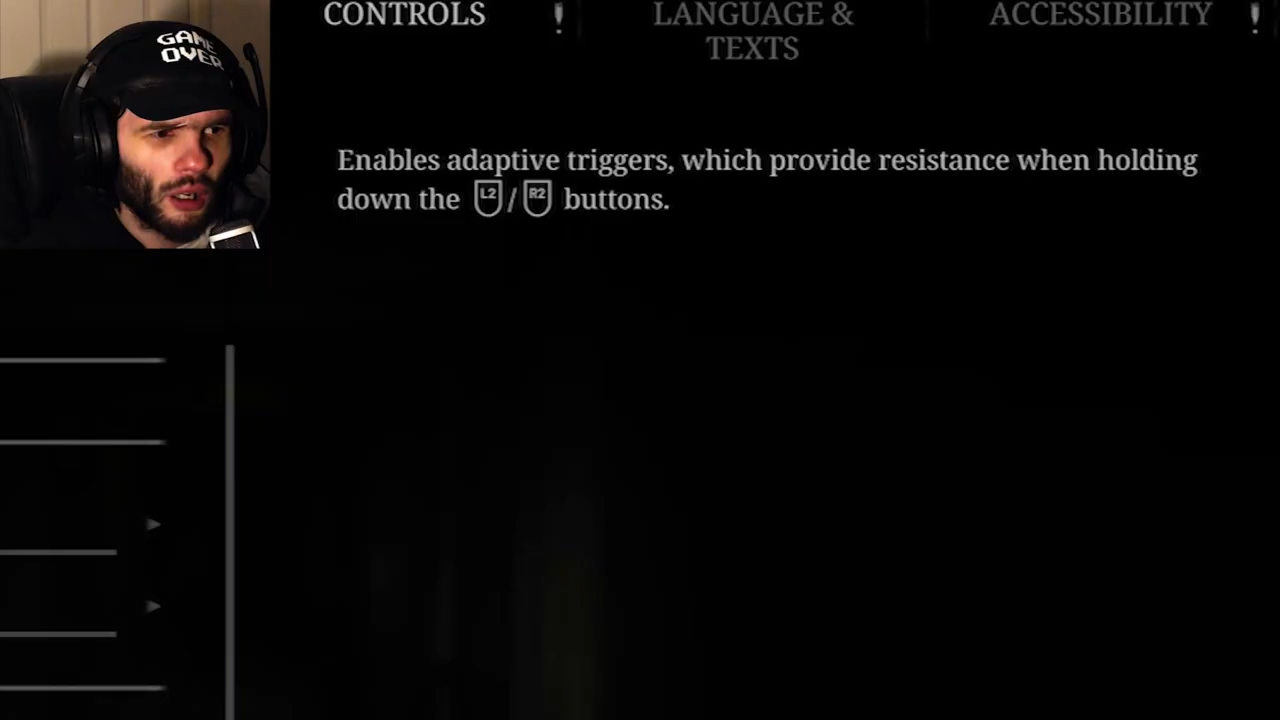 GAME
OVER
CONTROLS
LANGUAGE &
TEXTS
ACCESSIBILITY
Enables adaptive triggers, which provide resistance when holding
down the L2/R2 buttons.